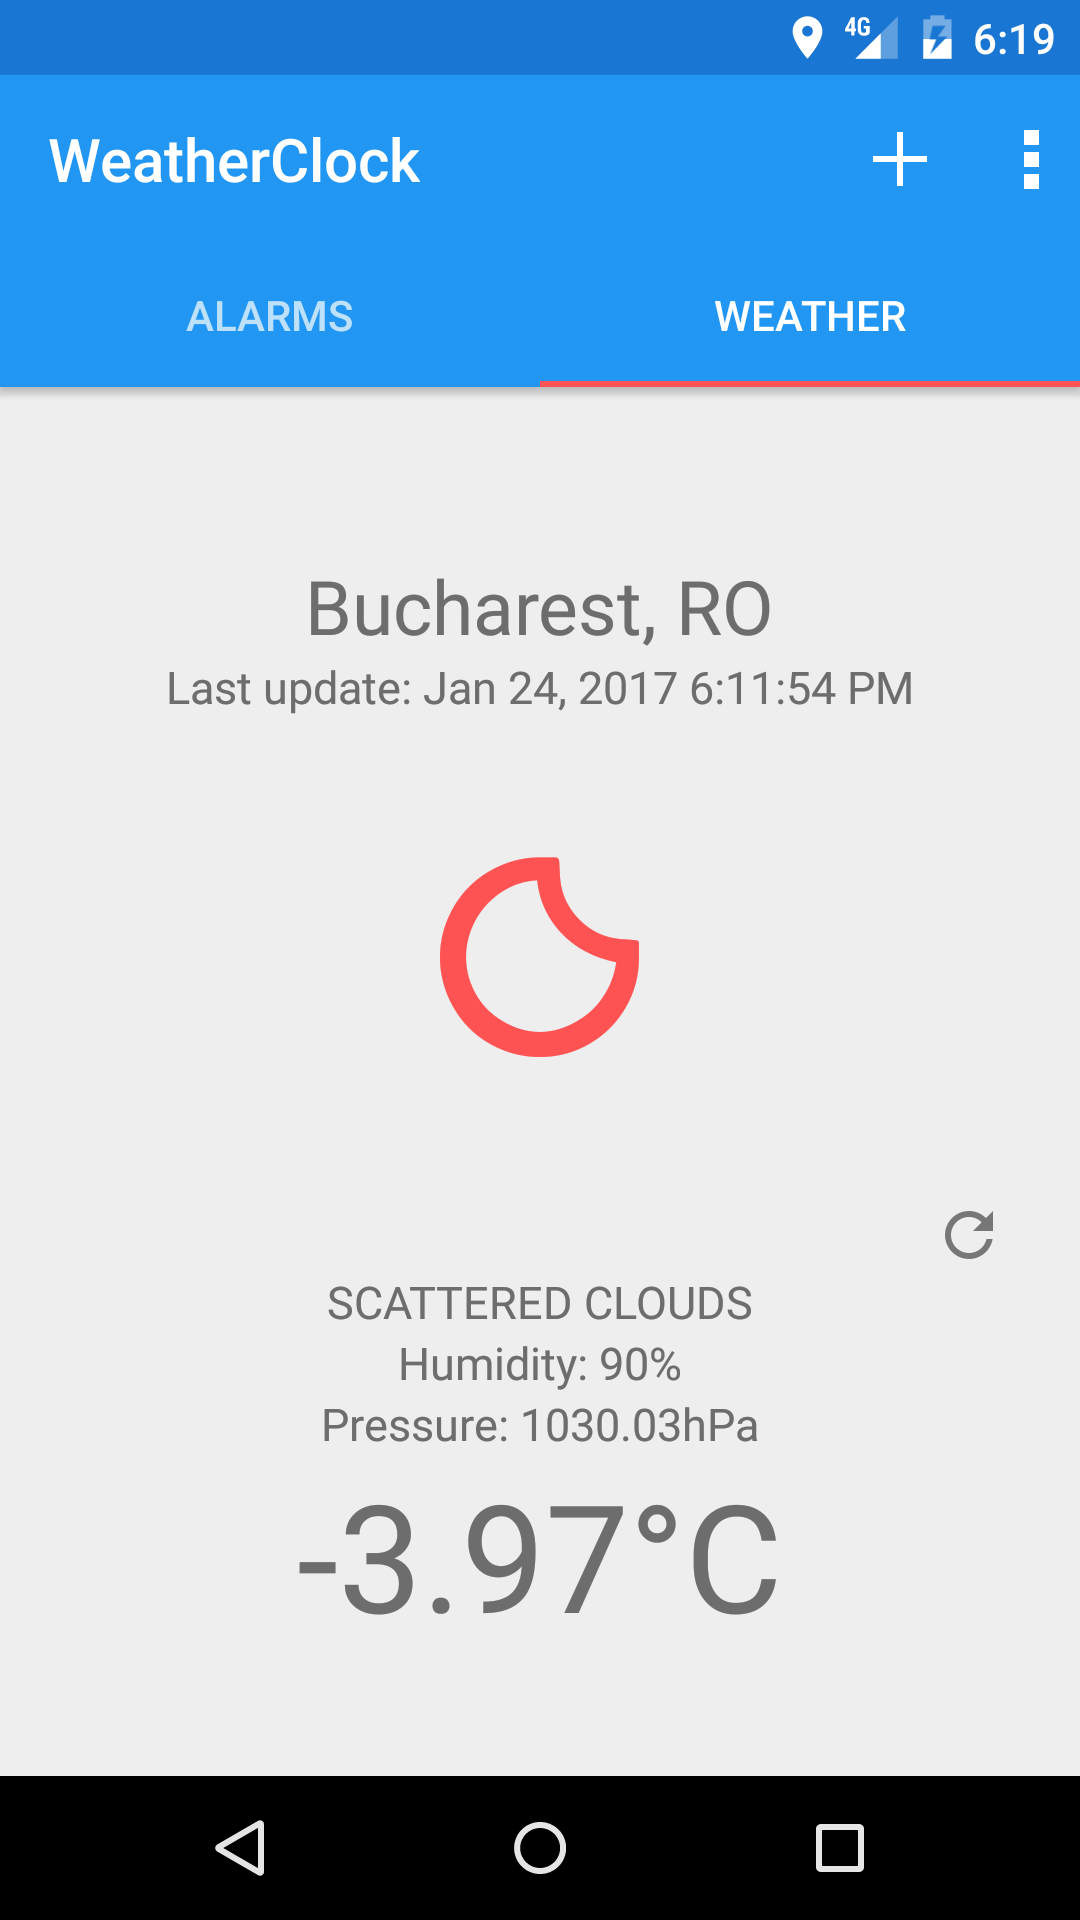 4G 6:19
WeatherClock
ALARMS WEATHER
Bucharest, RO
Last update: Jan 24, 2017 6:11:54 PM
SCATTERED CLOUDS
Humidity: 90%
Pressure: 1030.03hPa
-3.97°C